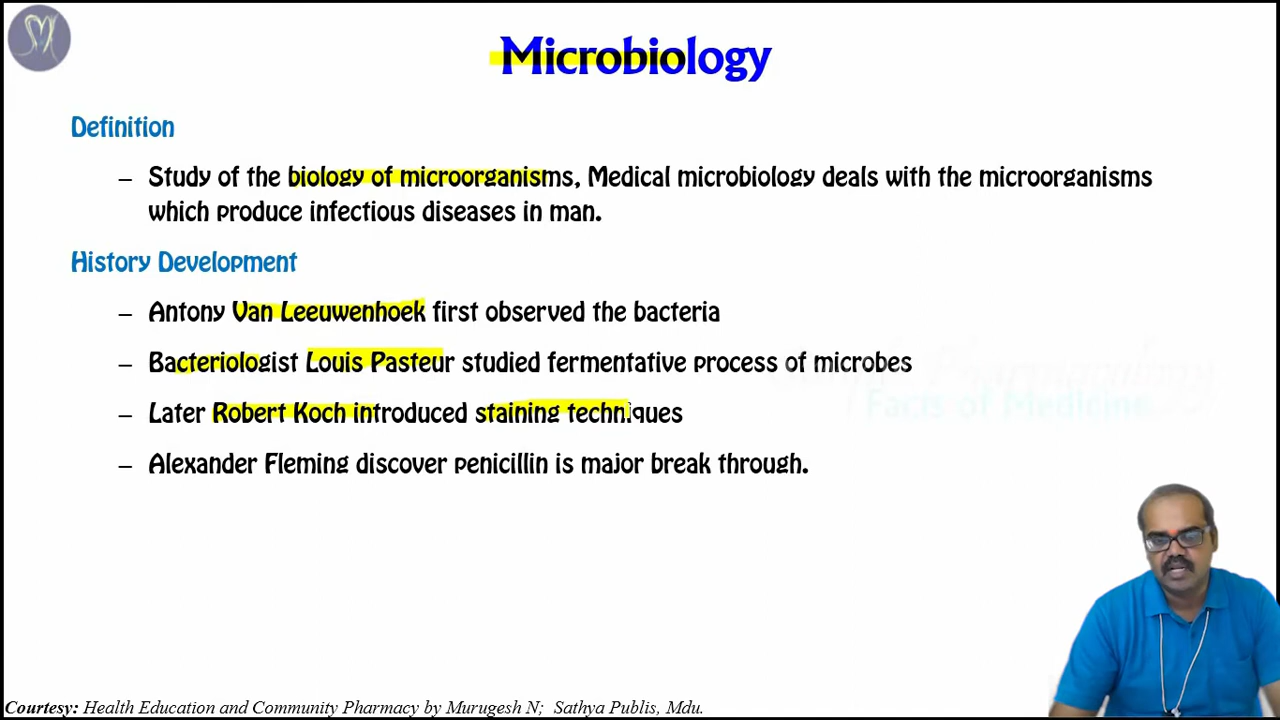 Microbiology
Definition
– Study of the biology of microorganisms, Medical microbiology deals with the microorganisms
which produce infectious diseases in man.
History Development
– Antony Van Leeuwenhoek first observed the bacteria
– Bacteriologist Louis Pasteur studied fermentative process of microbes
– Later Robert Koch introduced staining techniques
Facts of Medicine
– Alexander Fleming discover penicillin is major break through.
Courtesy: Health Education and Community Pharmacy by Murugesh N; Sathya Publis, Mdu.